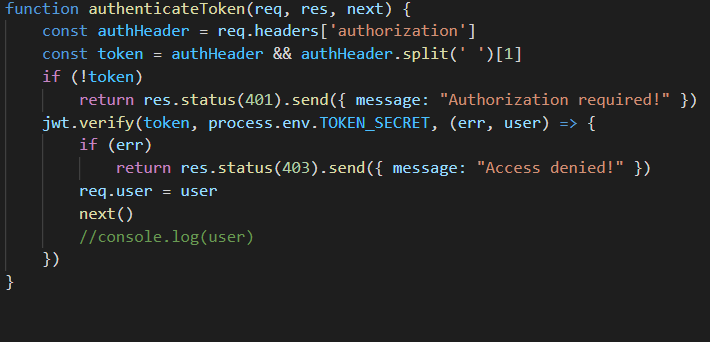 function authenticateToken(req, res, next) {
    const authHeader = req.headers['authorization']
    const token = authHeader && authHeader.split(' ')[1]
    if (!token)
        return res.status(401).send({ message: "Authorization required!" })
    jwt.verify(token, process.env.TOKEN_SECRET, (err, user) => {
        if (err)
            return res.status(403).send({ message: "Access denied!" })
        req.user = user
        next()
        //console.log(user)
    })
}